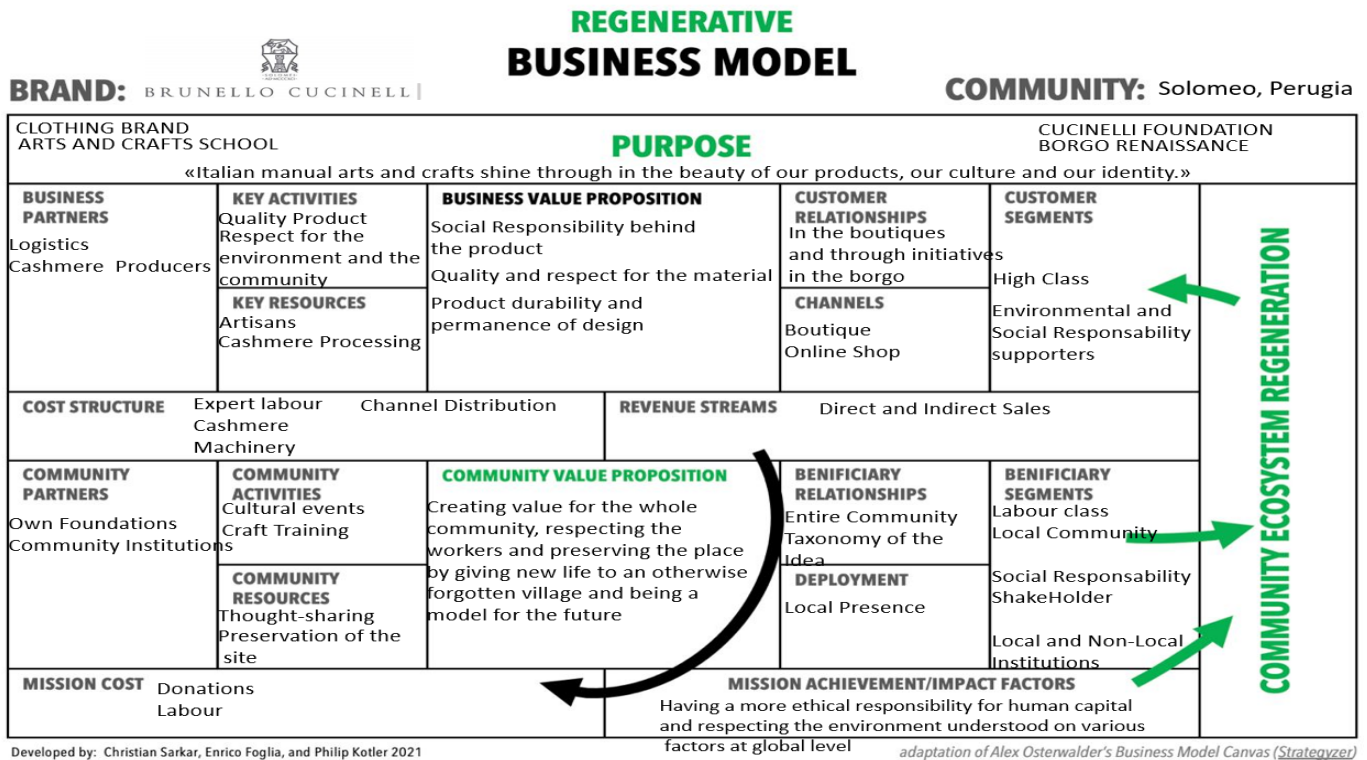 REGENERATIVE
BUSINESS MODEL
BRAND: BRUNELLO CUCINELL
COMMUNITY: Solomeo, Perugia
CLOTHING BRAND
ARTS AND CRAFTS SCHOOL
PURPOSE
CUCINELLI FOUNDATION
BORGO RENAISSANCE
«Italian manual arts and crafts shine through in the beauty of our products, our culture and our identity.»
BUSINESS
PARTNERS
Logistics
Cashmere Producers
KEY ACTIVITIES
Quality Product
Respect for the
environment and the
community
KEY RESOURCES
Artisans
Cashmere Processing
BUSINESS VALUE PROPOSITION
Social Responsibility behind
the product
Quality and respect for the material
Product durability and
permanence of design
CUSTOMER
RELATIONSHIPS
In the boutiques
and through initiatives
in the borgo
CHANNELS
Boutique
Online Shop
CUSTOMER
SEGMENTS
High Class
Environmental and
Social Responsability
supporters
COST STRUCTURE
Expert labour
Cashmere
Machinery
Channel Distribution
REVENUE STREAMS
Direct and Indirect Sales
COMMUNITY
PARTNERS
Own Foundations
Community Institutions
COMMUNITY
ACTIVITIES
Cultural events
Craft Training
COMMUNITY
RESOURCES
Thought-sharing
Preservation of the
site
COMMUNITY VALUE PROPOSITION
Creating value for the whole
community, respecting the
workers and preserving the place
by giving new life to an otherwise
forgotten village and being a
model for the future
BENIFICIARY
RELATIONSHIPS
Entire Community
Taxonomy of the
Idea
DEPLOYMENT
Local Presence
BENIFICIARY
SEGMENTS
Labour class
Local Community
Social Responsability
ShakeHolder
Local and Non-Local
Institutions
COMMUNITY ECOSYSTEM REGENERATION
MISSION COST
Donations
Labour
MISSION ACHIEVEMENT/IMPACT FACTORS
Having a more ethical responsibility for human capital
and respecting the environment understood on various
factors at global level
Developed by: Christian Sarkar, Enrico Foglia, and Philip Kotler 2021
adaptation of Alex Osterwalder's Business Model Canvas (Strategyzer)